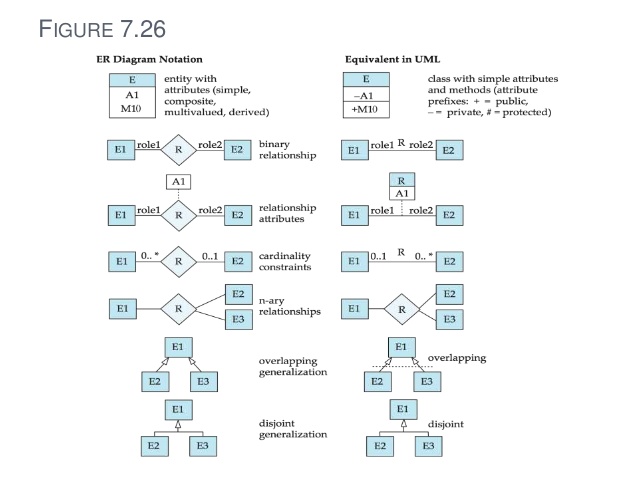 FIGURE 7.26
ER Diagram Notation
Equivalent in UML
E
A1
M10
entity with
attributes (simple,
composite,
multivalued, derived)
E
–A1
+M10
class with simple attributes
and methods (attribute
prefixes: + = public,
– = private, # = protected)
E1 role1 R role2 E2
binary
relationship
E1 role1 R role2 E2
A1
E1 role1 R role2 E2
relationship
attributes
R
A1
E1 role1 role2 E2
E1 0.. * R 0..1 E2
cardinality
constraints
E1 0..1 R 0.. * E2
E1 R E2
E3
n-ary
relationships
E1 R E2
E3
E1
E2 E3
overlapping
generalization
E1
overlapping
E2 E3
E1
E2 E3
disjoint
generalization
E1
disjoint
E2 E3